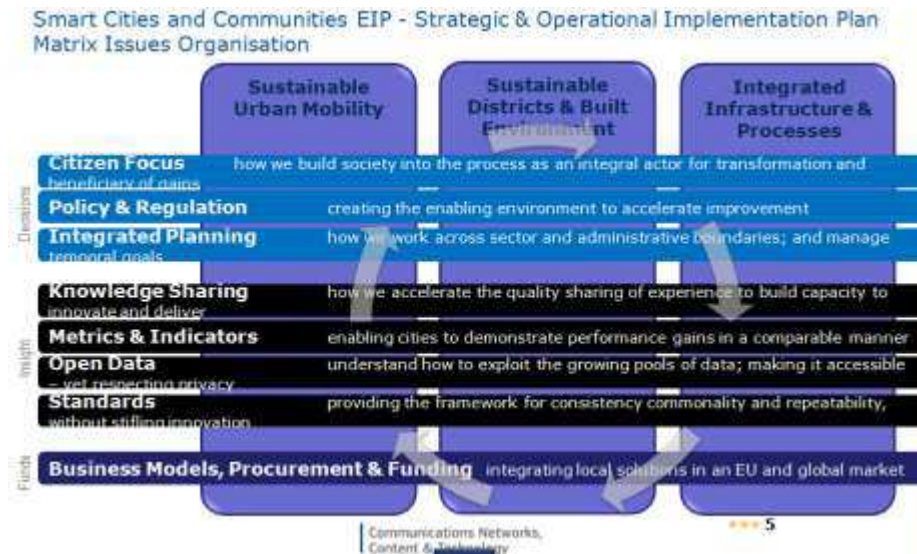 Smart Cities and Communities EIP - Strategic & Operational Implementation Plan
Matrix Issues Organisation
Sustainable
Urban Mobility
Sustainable
Districts & Built
Environment
Integrated
Infrastructure &
Processes
Decisions
Citizen Focus how we build society into the process as an integral actor for transformation and
beneficiary of gains
Policy & Regulation creating the enabling environment to accelerate improvement
Integrated Planning how we work across sector and administrative boundaries; and manage
temporal goals
Insight
Knowledge Sharing how we accelerate the quality sharing of experience to build capacity to
innovate and deliver
Metrics & Indicators enabling cities to demonstrate performance gains in a comparable manner
Open Data understand how to exploit the growing pools of data; making it accessible
– yet respecting privacy
Standards providing the framework for consistency commonality and repeatability,
without stifling innovation
Funds
Business Models, Procurement & Funding integrating local solutions in an EU and global market
5
Communications Networks,
Content & Technology